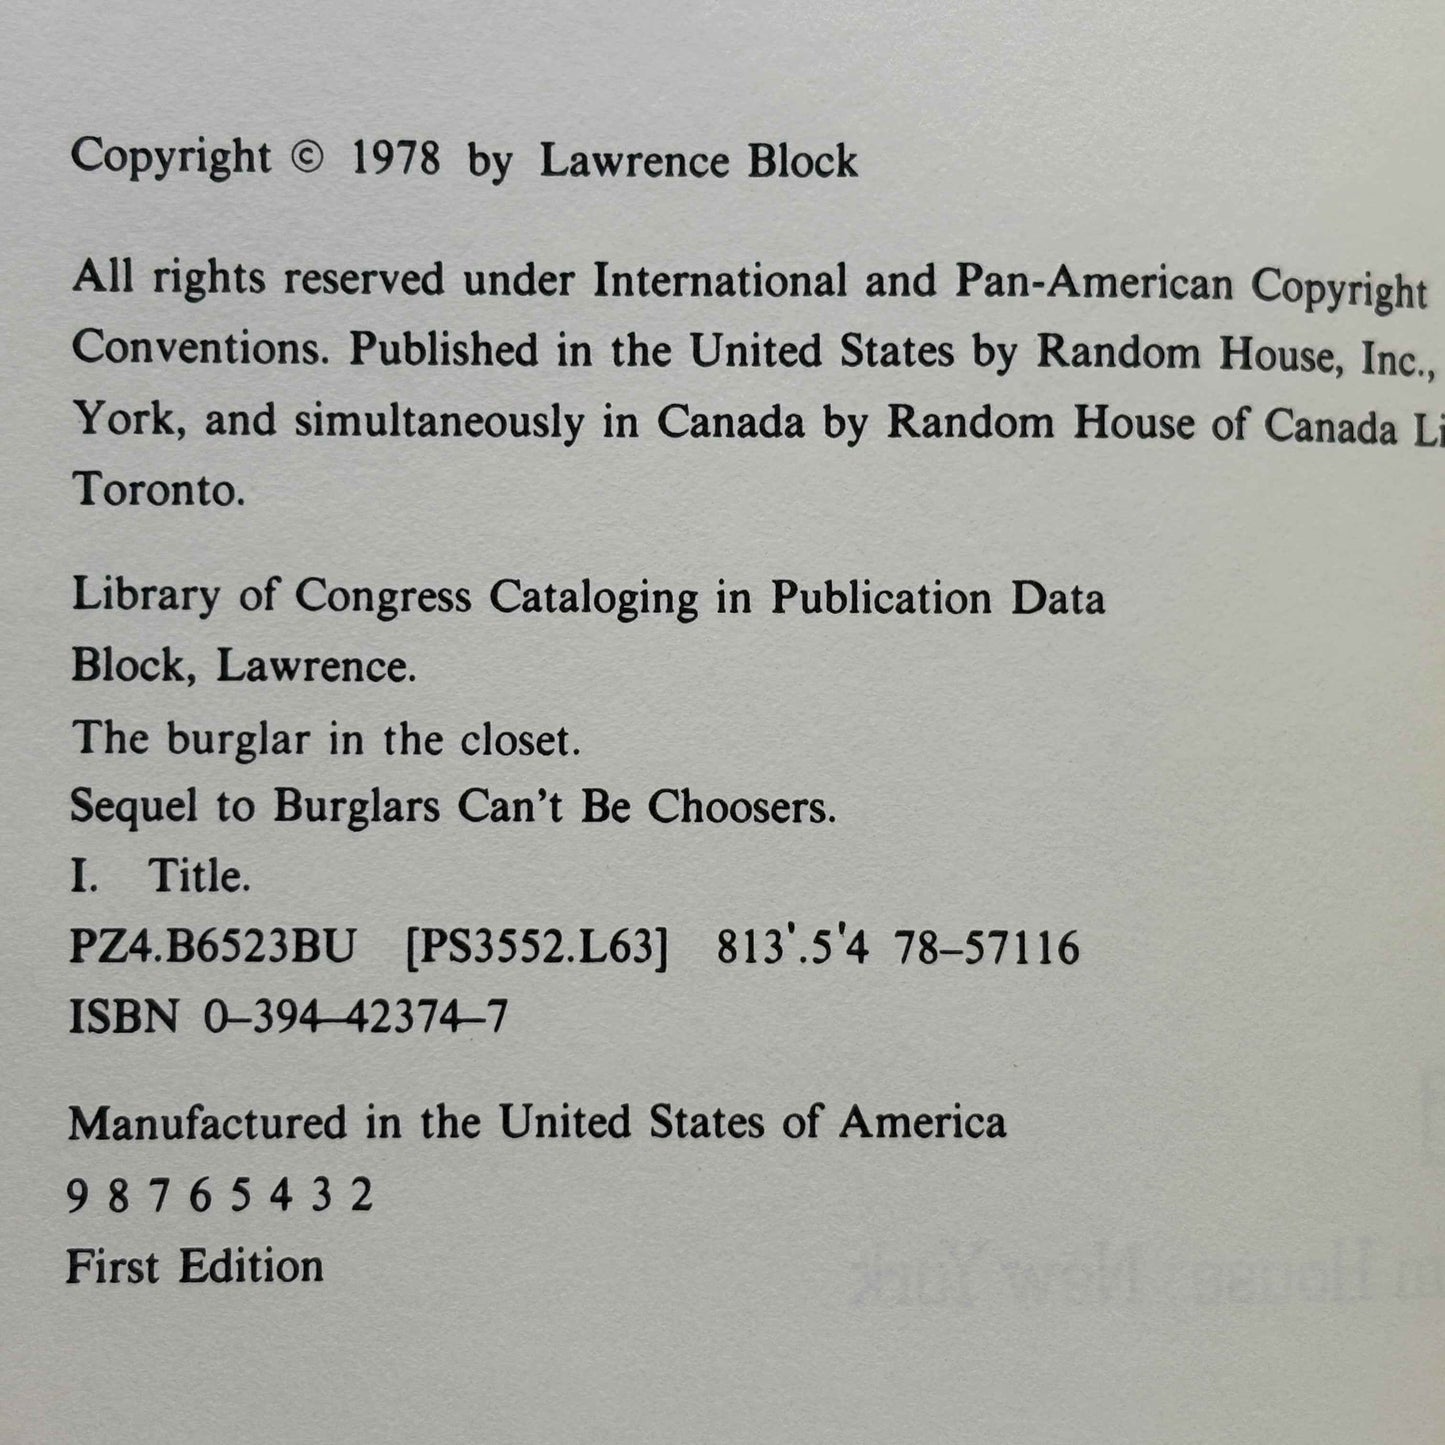 Copyright © 1978 by Lawrence Block
All rights reserved under International and Pan-American Copyright
Conventions. Published in the United States by Random House, Inc.,
York, and simultaneously in Canada by Random House of Canada Li
Toronto.
Library of Congress Cataloging in Publication Data
Block, Lawrence.
The burglar in the closet.
Sequel to Burglars Can't Be Choosers.
I. Title.
PZ4.B6523BU [PS3552.L63] 813'.5'4 78–57116
ISBN 0–394–42374–7
Manufactured in the United States of America
9 8 7 6 5 4 3 2
First Edition